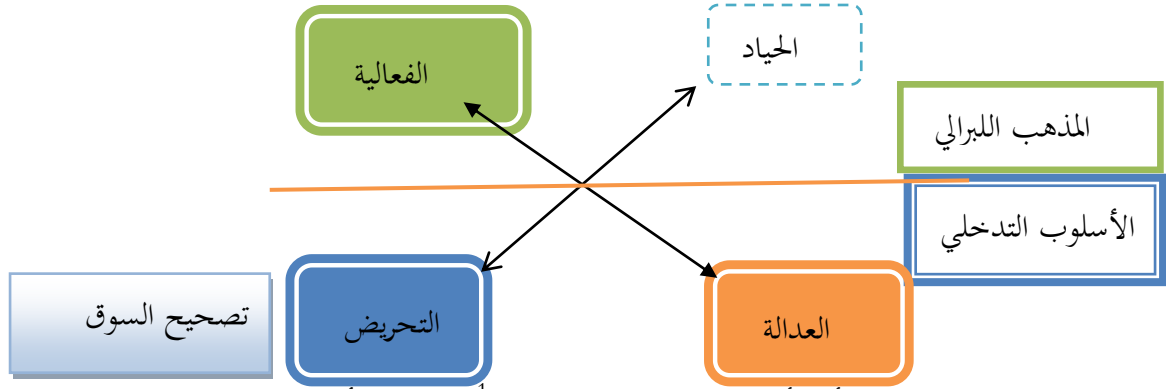 الحياد
الفعالية
المذهب اللبرالي
الأسلوب التدخلي
العدالة
التحريض
تصحيح السوق